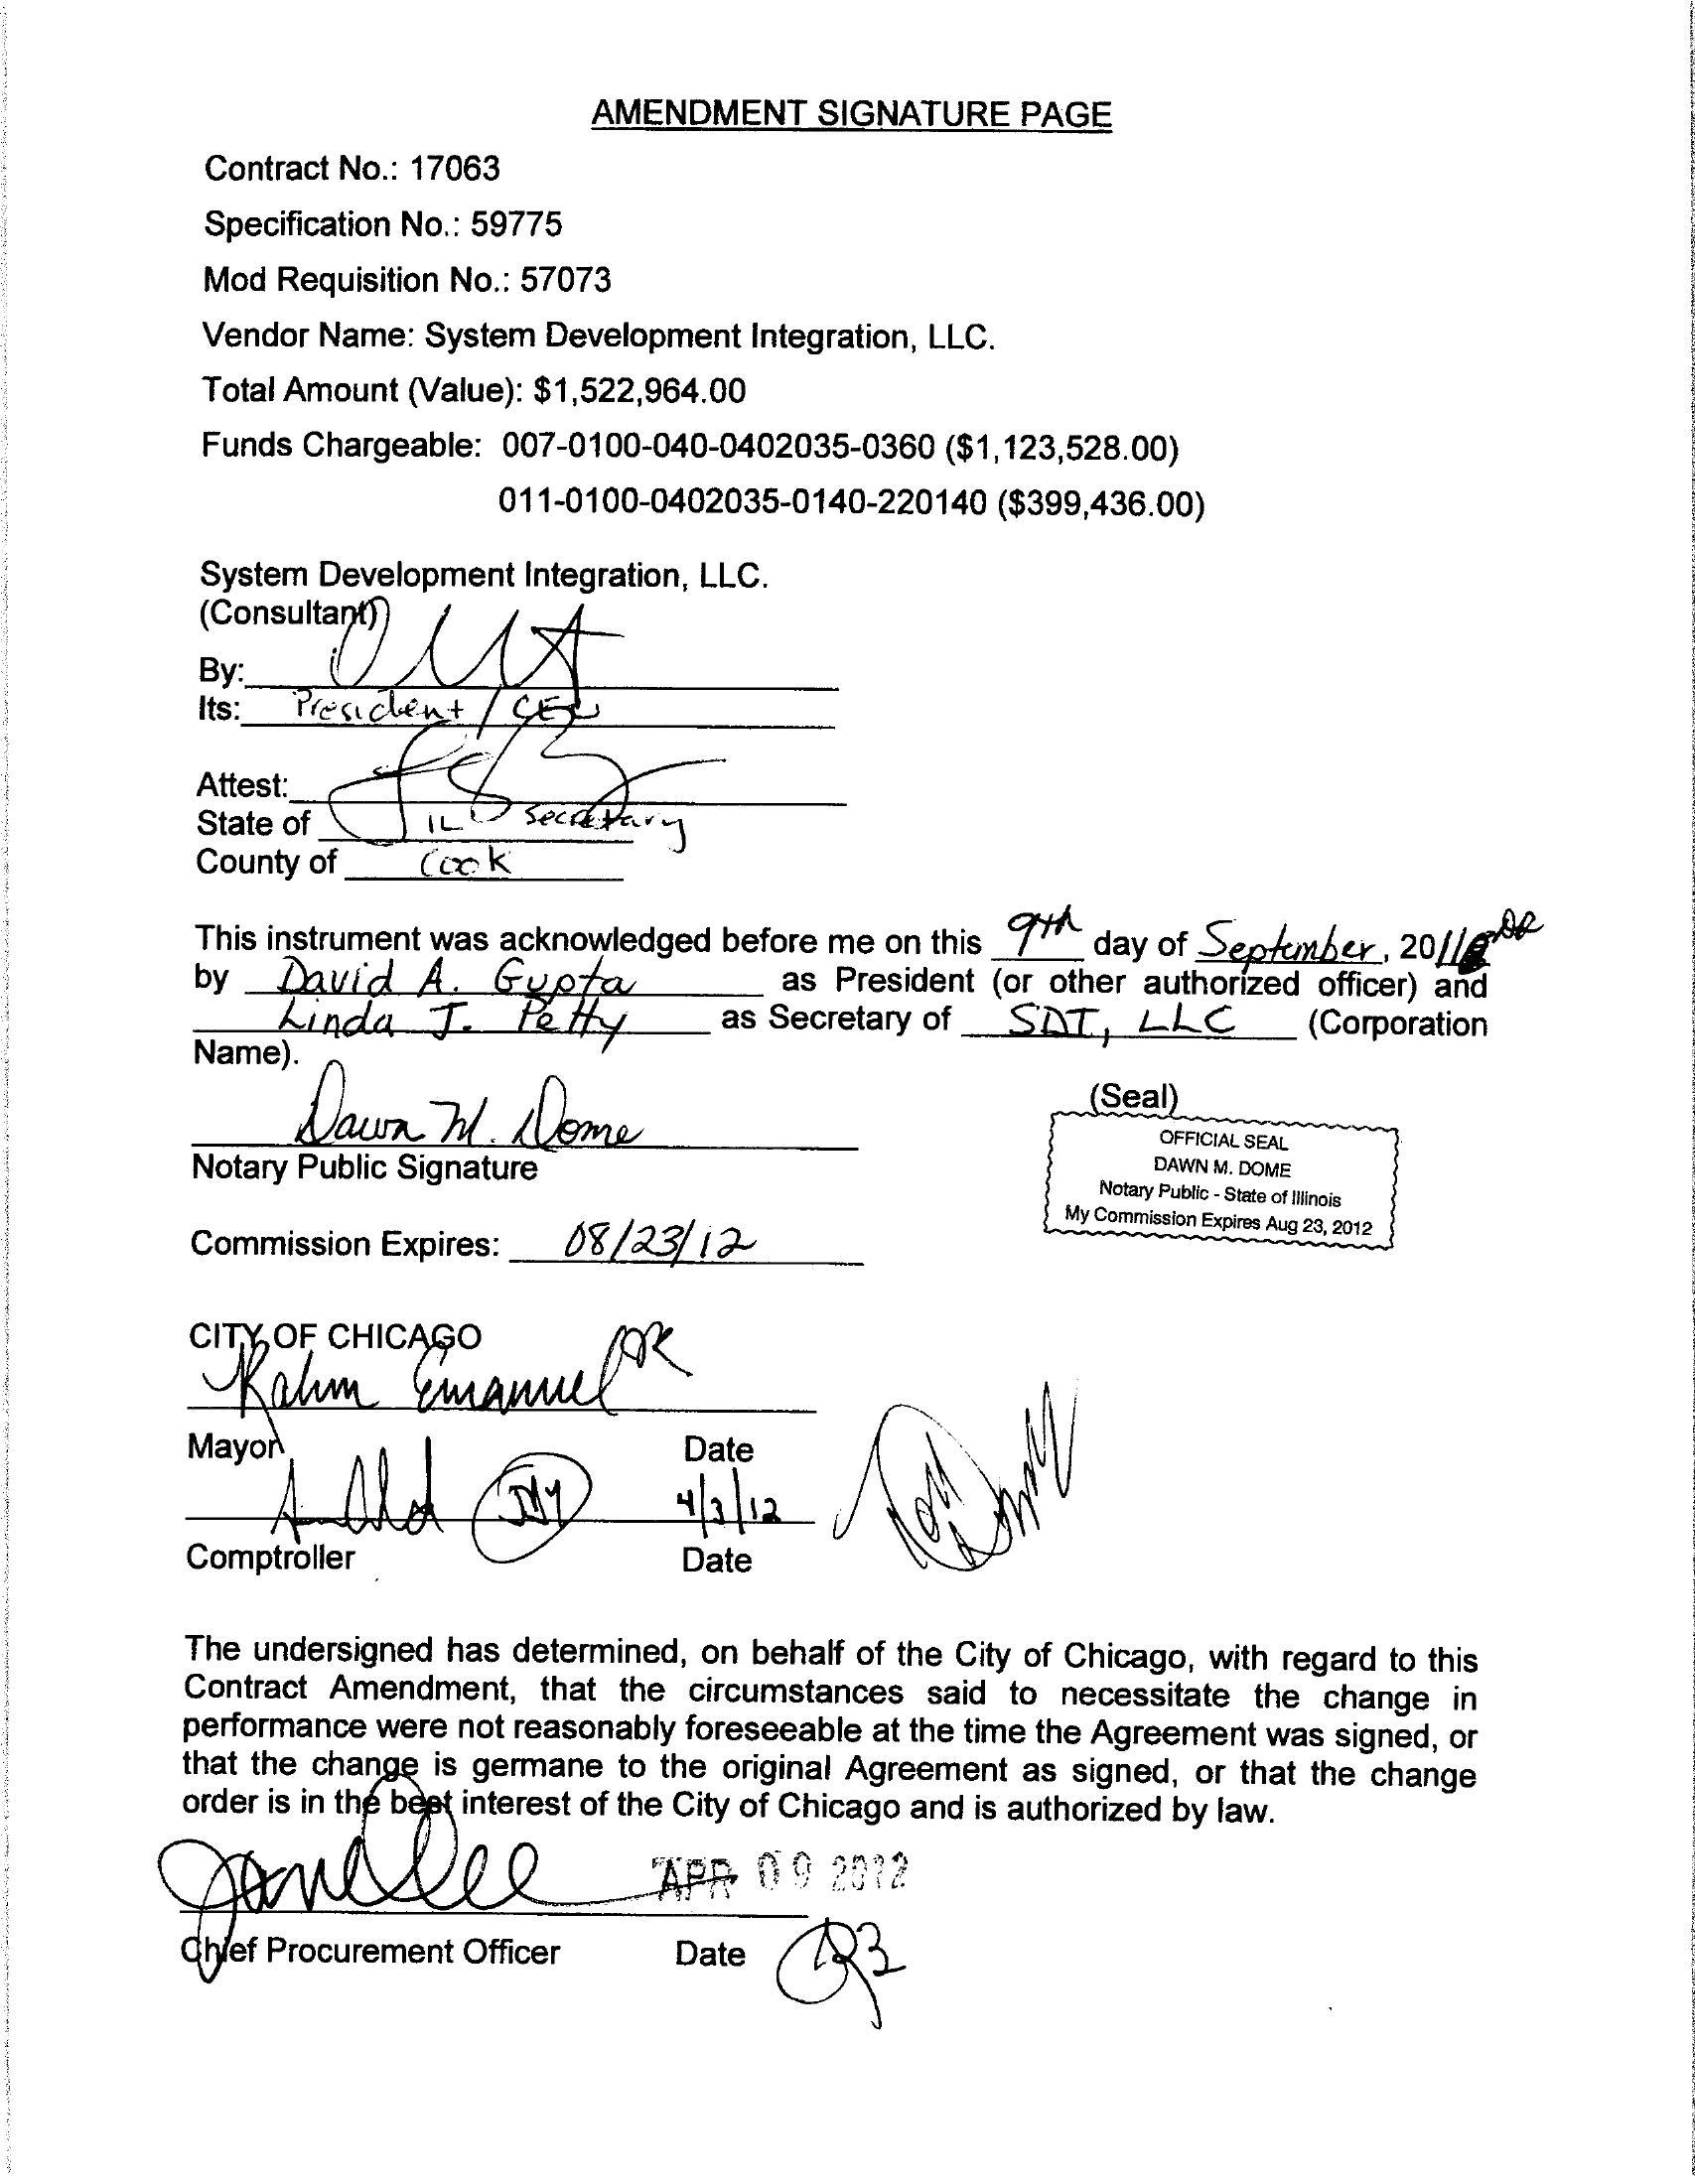 AMENDMENT SIGNATURE PAGE
Contract No.: 17063
Specification No.: 59775
Mod Requisition No.: 57073
Vendor Name: System Development Integration, LLC.
Total Amount (Value): $1,522,964.00
Funds Chargeable: 007-0100-040-0402035-0360 ($1,123,528.00)
011-0100-0402035-0140-220140 ($399,436.00)
System Development Integration, LLC.
(Consultant)
By:
Its: President / CEO
Attest:
State of IL Secretary
County of Cook
This instrument was acknowledged before me on this 9th day of September, 2011
by David A. Gupta as President (or other authorized officer) and
Linda J. Petty as Secretary of SDI, LLC (Corporation
Name).
Dawn M. Dome
(Seal)
OFFICIAL SEAL
DAWN M. DOME
Notary Public - State of Illinois
My Commission Expires Aug 23, 2012
Notary Public Signature
Commission Expires: 08/23/12
CITY OF CHICAGO
Rahm Emanuel
Mayor Date
4/3/12
Comptroller Date
The undersigned has determined, on behalf of the City of Chicago, with regard to this
Contract Amendment, that the circumstances said to necessitate the change in
performance were not reasonably foreseeable at the time the Agreement was signed, or
that the change is germane to the original Agreement as signed, or that the change
order is in the best interest of the City of Chicago and is authorized by law.
APR 09 2012
Chief Procurement Officer Date